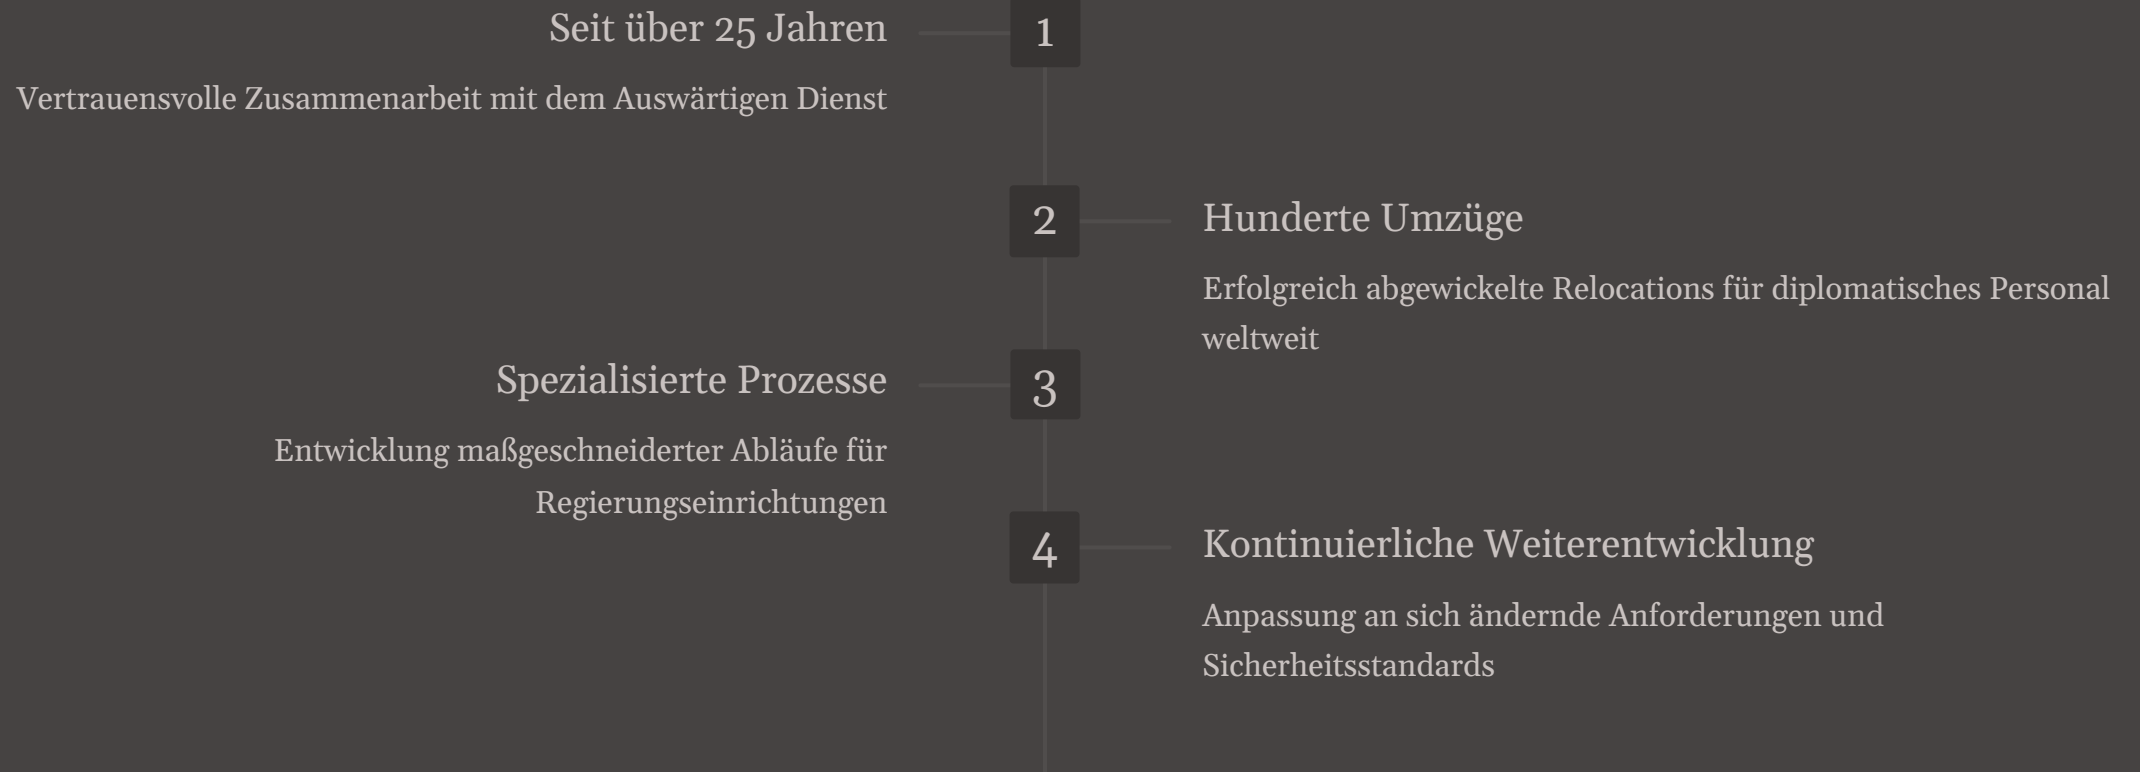 Seit über 25 Jahren
1
Vertrauensvolle Zusammenarbeit mit dem Auswärtigen Dienst
2
Hunderte Umzüge
Erfolgreich abgewickelte Relocations für diplomatisches Personal
weltweit
Spezialisierte Prozesse
3
Entwicklung maßgeschneiderter Abläufe für
Regierungseinrichtungen
4
Kontinuierliche Weiterentwicklung
Anpassung an sich ändernde Anforderungen und
Sicherheitsstandards